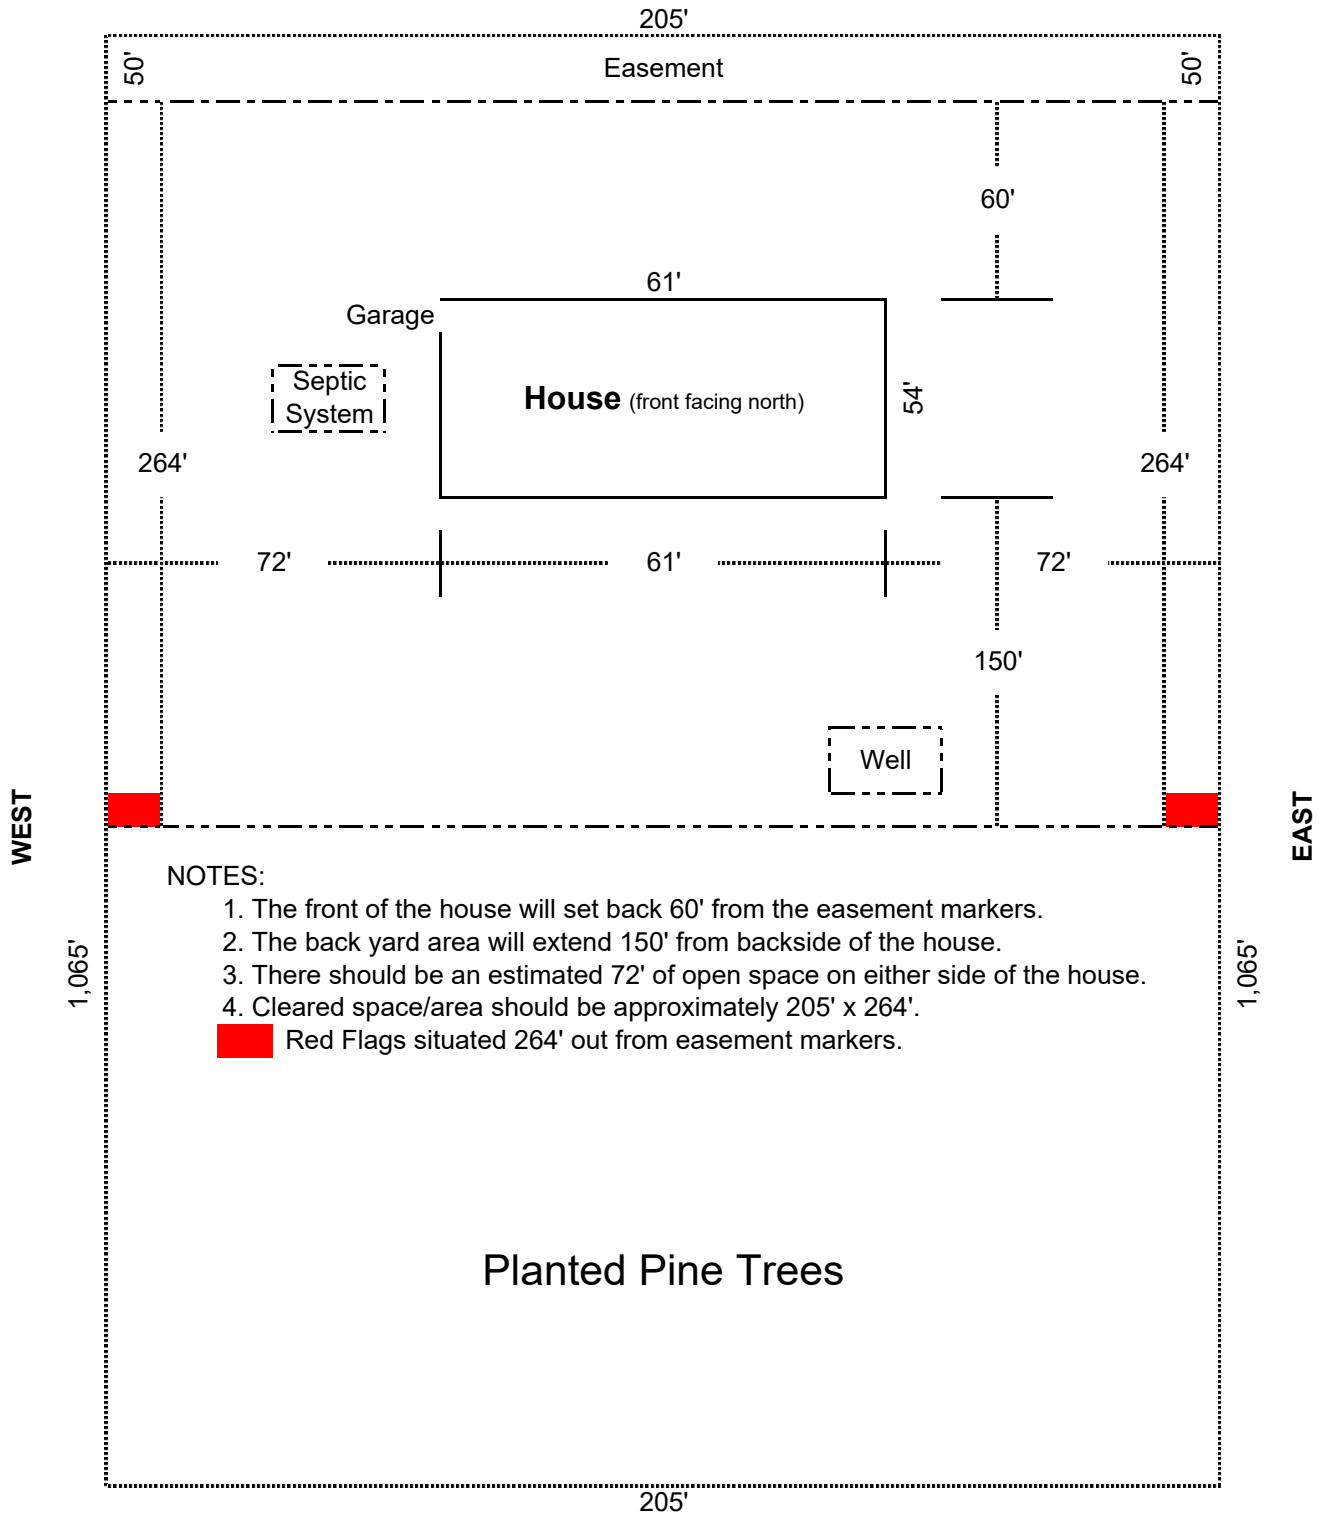 205'
50'
Easement
50'
60'
61'
Garage
Septic
System
House (front facing north)
54'
264'
264'
72'
61'
72'
150'
Well
WEST
EAST
NOTES:
1. The front of the house will set back 60' from the easement markers.
2. The back yard area will extend 150' from backside of the house.
3. There should be an estimated 72' of open space on either side of the house.
4. Cleared space/area should be approximately 205' x 264'.
Red Flags situated 264' out from easement markers.
1,065'
1,065'
Planted Pine Trees
205'